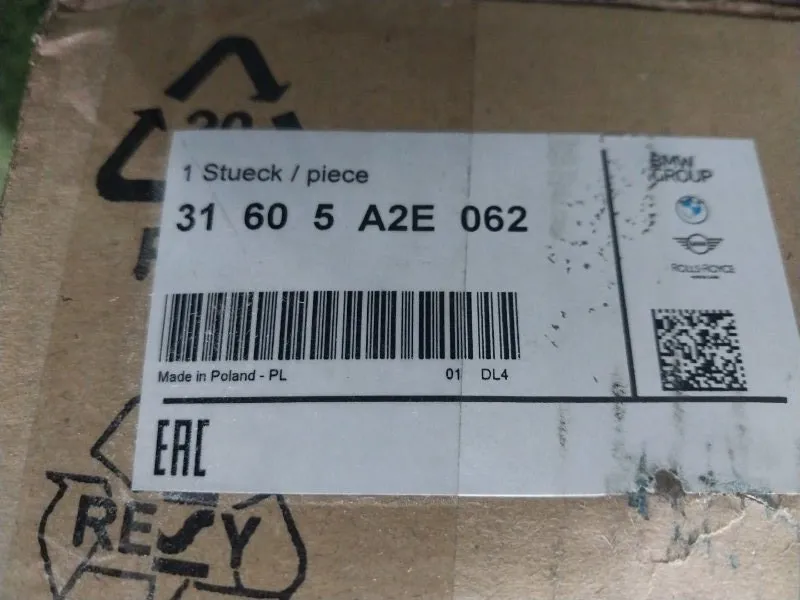 20
1 Stueck / piece
31 60 5 A2E 062
BMW
GROUP
ROLLS-ROYCE
Made in Poland - PL 01 DL4
EAC
RESY